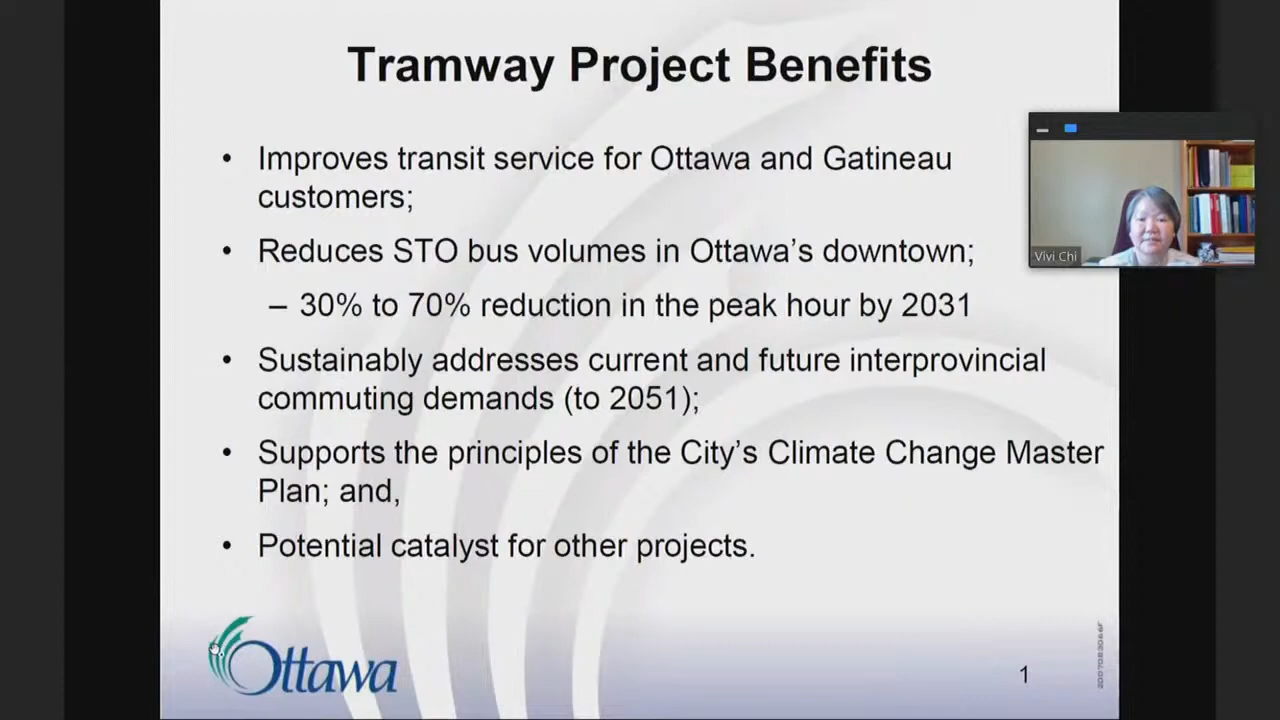 Tramway Project Benefits
• Improves transit service for Ottawa and Gatineau
customers;
• Reduces STO bus volumes in Ottawa's downtown;
– 30% to 70% reduction in the peak hour by 2031
• Sustainably addresses current and future interprovincial
commuting demands (to 2051);
• Supports the principles of the City's Climate Change Master
Plan; and,
• Potential catalyst for other projects.
Vivi Chi
Ottawa
1